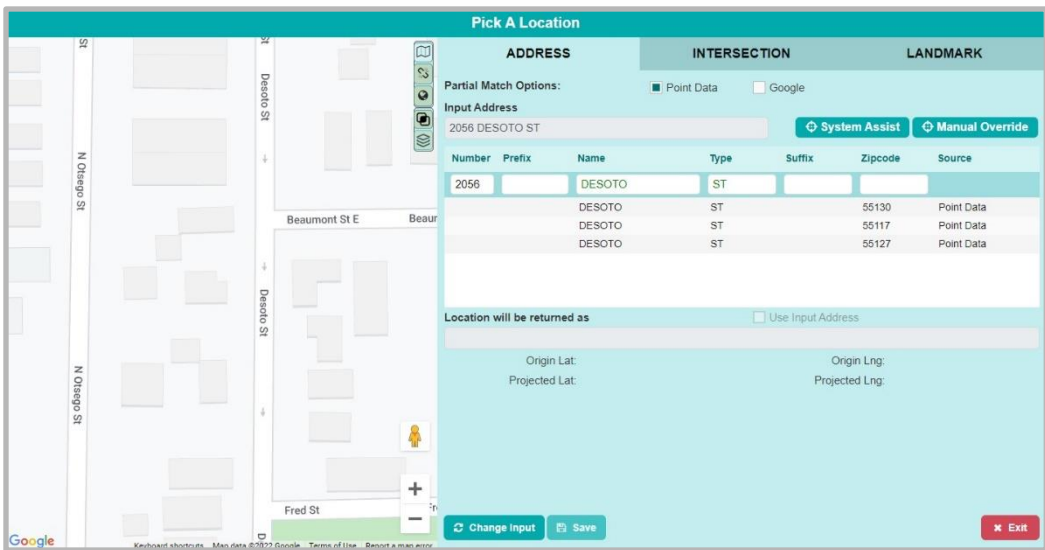 Pick A Location
St
St
Desoto St
N Otsego St
Beaumont St E
Beaur
Desoto St
N Otsego St
Fred St
Fr
D
Google
Keyboard shortcuts Map data ©2022 Google Terms of Use Report a map error
ADDRESS INTERSECTION LANDMARK
Partial Match Options: Point Data Google
Input Address
2056 DESOTO ST System Assist Manual Override
Number Prefix Name Type Suffix Zipcode Source
2056 DESOTO ST
DESOTO ST 55130 Point Data
DESOTO ST 55117 Point Data
DESOTO ST 55127 Point Data
Location will be returned as Use Input Address
Origin Lat: Origin Lng:
Projected Lat: Projected Lng:
Change Input Save Exit